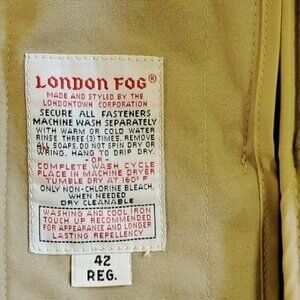 LONDON FOG®
MADE AND STYLED BY THE
LONDONTOWN CORPORATION
SECURE ALL FASTENERS
MACHINE WASH SEPARATELY
WITH WARM OR COLD WATER
RINSE THREE (3) TIMES. REMOVE
ALL SOAPS. DO NOT SPIN DRY OR
WRING. HANG TO DRIP DRY.
-OR-
COMPLETE WASH CYCLE
PLACE IN MACHINE DRYER
TUMBLE DRY AT 160° F
ONLY NON-CHLORINE BLEACH,
WHEN NEEDED
DRY CLEANABLE
WASHING AND COOL IRON
TOUCH UP RECOMMENDED
FOR APPEARANCE AND LONGER
LASTING REPELLENCY
42
REG.